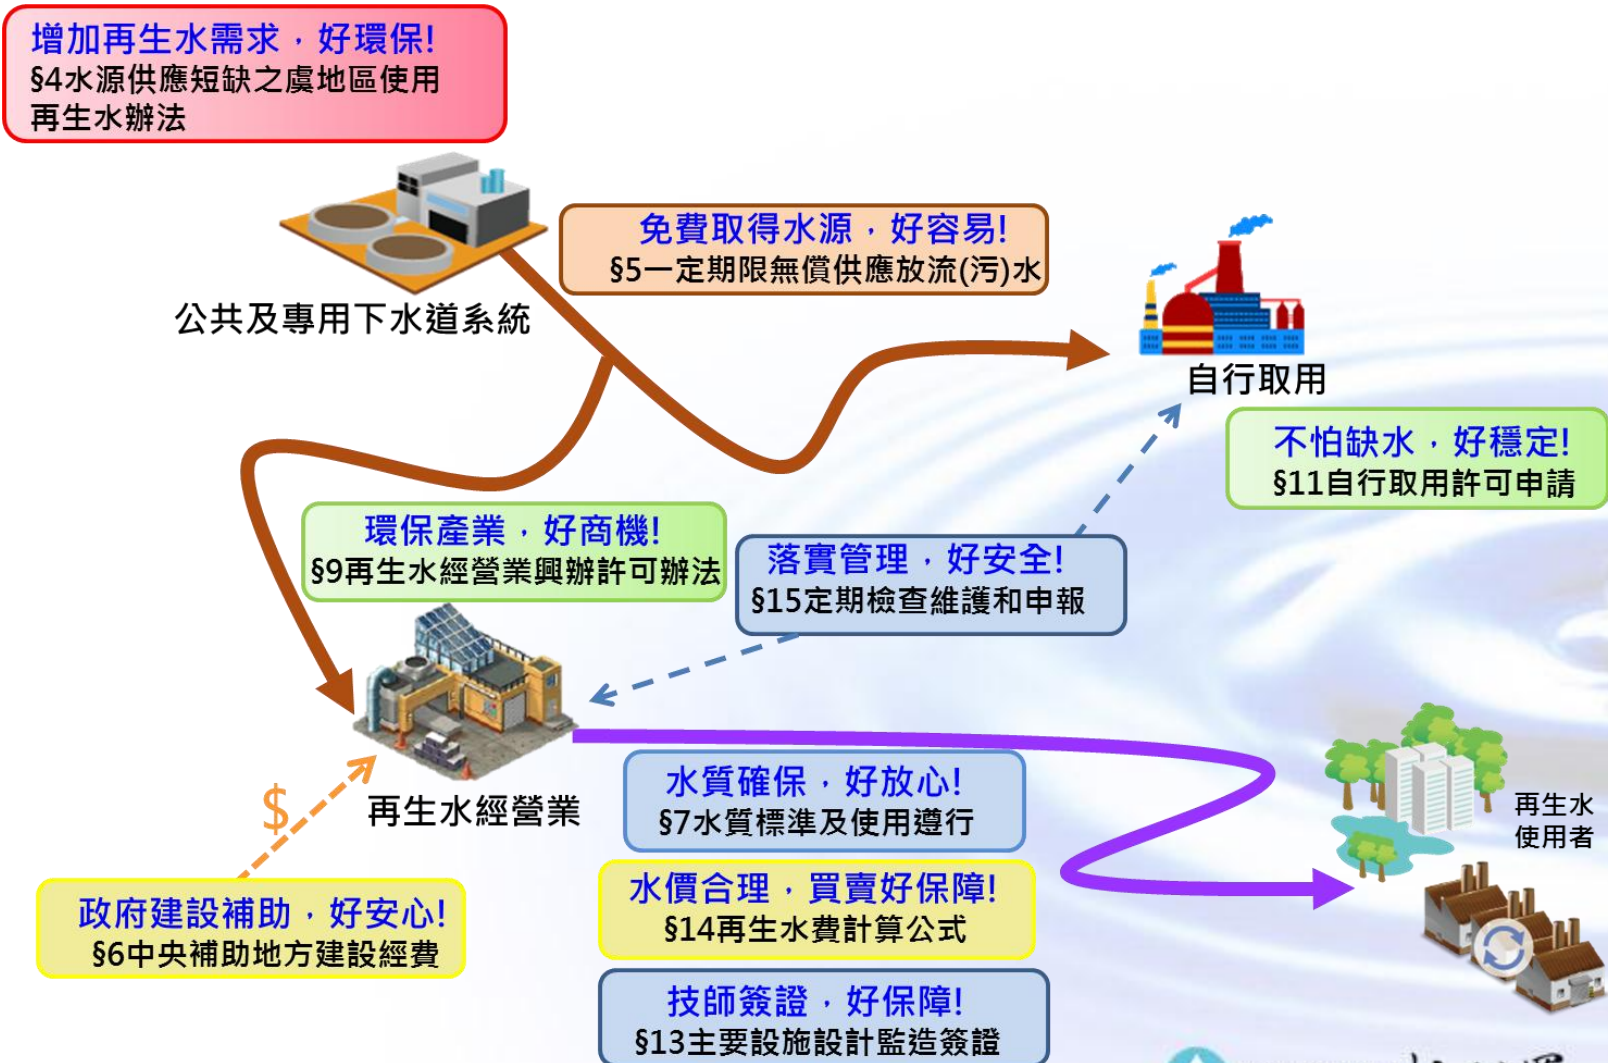 增加再生水需求，好環保!
§4水源供應短缺之虞地區使用
再生水辦法
免費取得水源，好容易!
§5一定期限無償供應放流(污)水
公共及專用下水道系統
自行取用
不怕缺水，好穩定!
§11自行取用許可申請
環保產業，好商機!
§9再生水經營業興辦許可辦法
落實管理，好安全!
§15定期檢查維護和申報
$
再生水經營業
水質確保，好放心!
§7水質標準及使用遵行
再生水
使用者
水價合理，買賣好保障!
§14再生水費計算公式
政府建設補助，好安心!
§6中央補助地方建設經費
技師簽證，好保障!
§13主要設施設計監造簽證